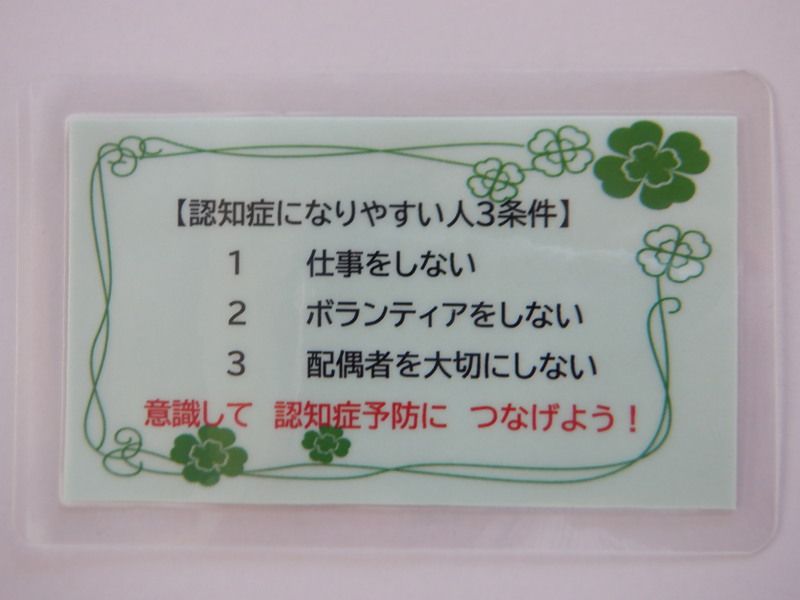 【認知症になりやすい人3条件】
1 仕事をしない
2 ボランティアをしない
3 配偶者を大切にしない
意識して 認知症予防に つなげよう！